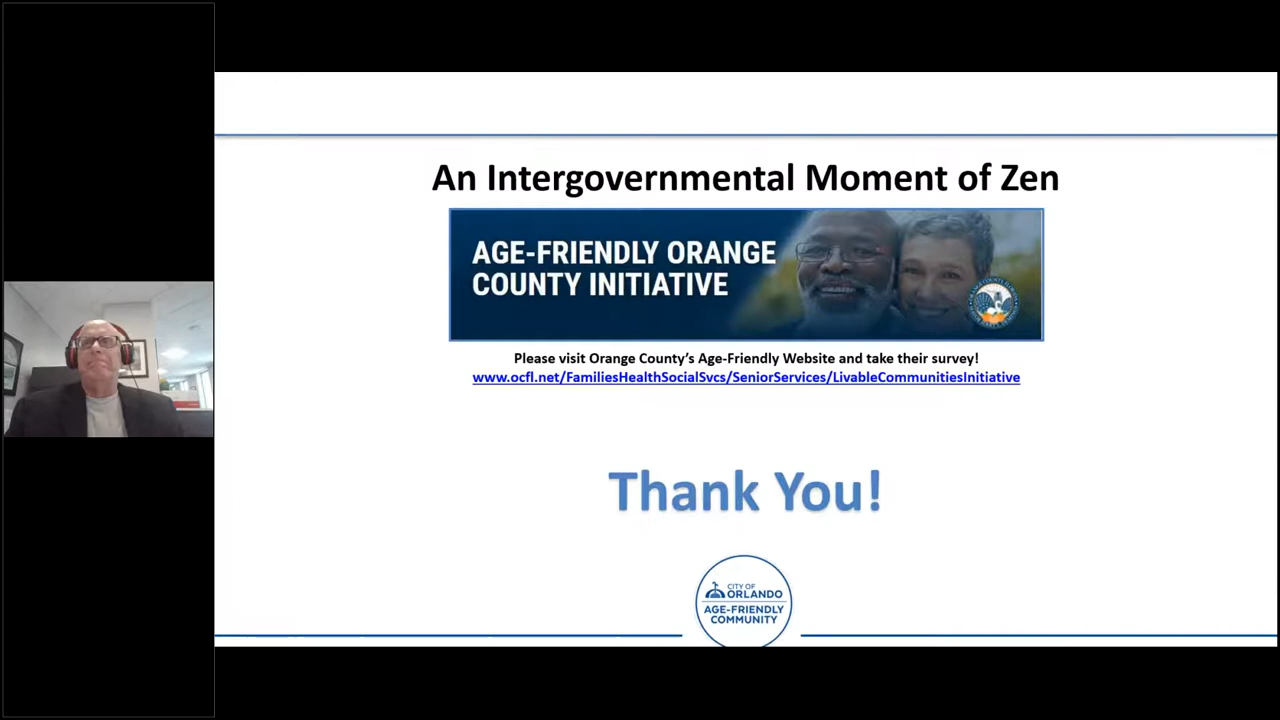 An Intergovernmental Moment of Zen
AGE-FRIENDLY ORANGE
COUNTY INITIATIVE
Please visit Orange County's Age-Friendly Website and take their survey!
www.ocfl.net/FamiliesHealthSocialSvcs/SeniorServices/LivableCommunitiesInitiative
Thank You!
CITY OF
ORLANDO
AGE-FRIENDLY
COMMUNITY